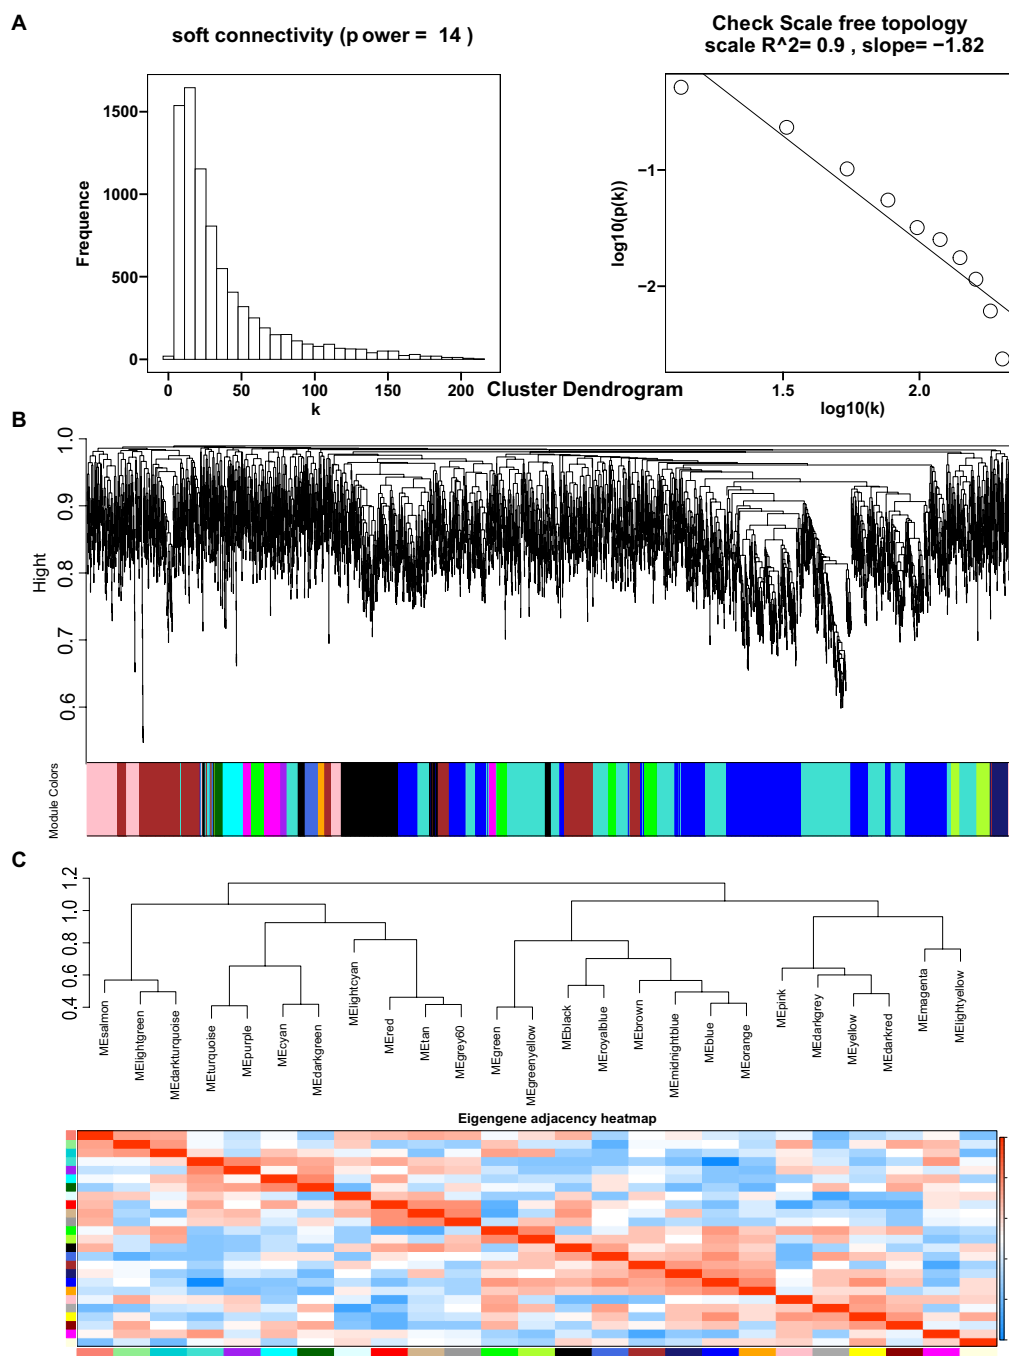 A
soft connectivity (p ower = 14 )
Check Scale free topology
scale R^2= 0.9 , slope= −1.82
1500
1000
500
0
Frequence
0 50 100 150 200
k
−1
−2
log10(p(k))
1.5 2.0
log10(k)
Cluster Dendrogram
B
1.0
0.9
0.8
0.7
0.6
Hight
Module Colors
C
1.2
1.0
0.8
0.6
0.4
MEsalmon
MElightgreen
MEdarkturquoise
MEturquoise
MEpurple
MEcyan
MEdarkgreen
MElightcyan
MEred
MEtan
MEgrey60
MEgreen
MEgreenyellow
MEblack
MEroyalblue
MEbrown
MEmidnightblue
MEblue
MEorange
MEpink
MEdarkgrey
MEyellow
MEdarkred
MEmagenta
MElightyellow
Eigengene adjacency heatmap